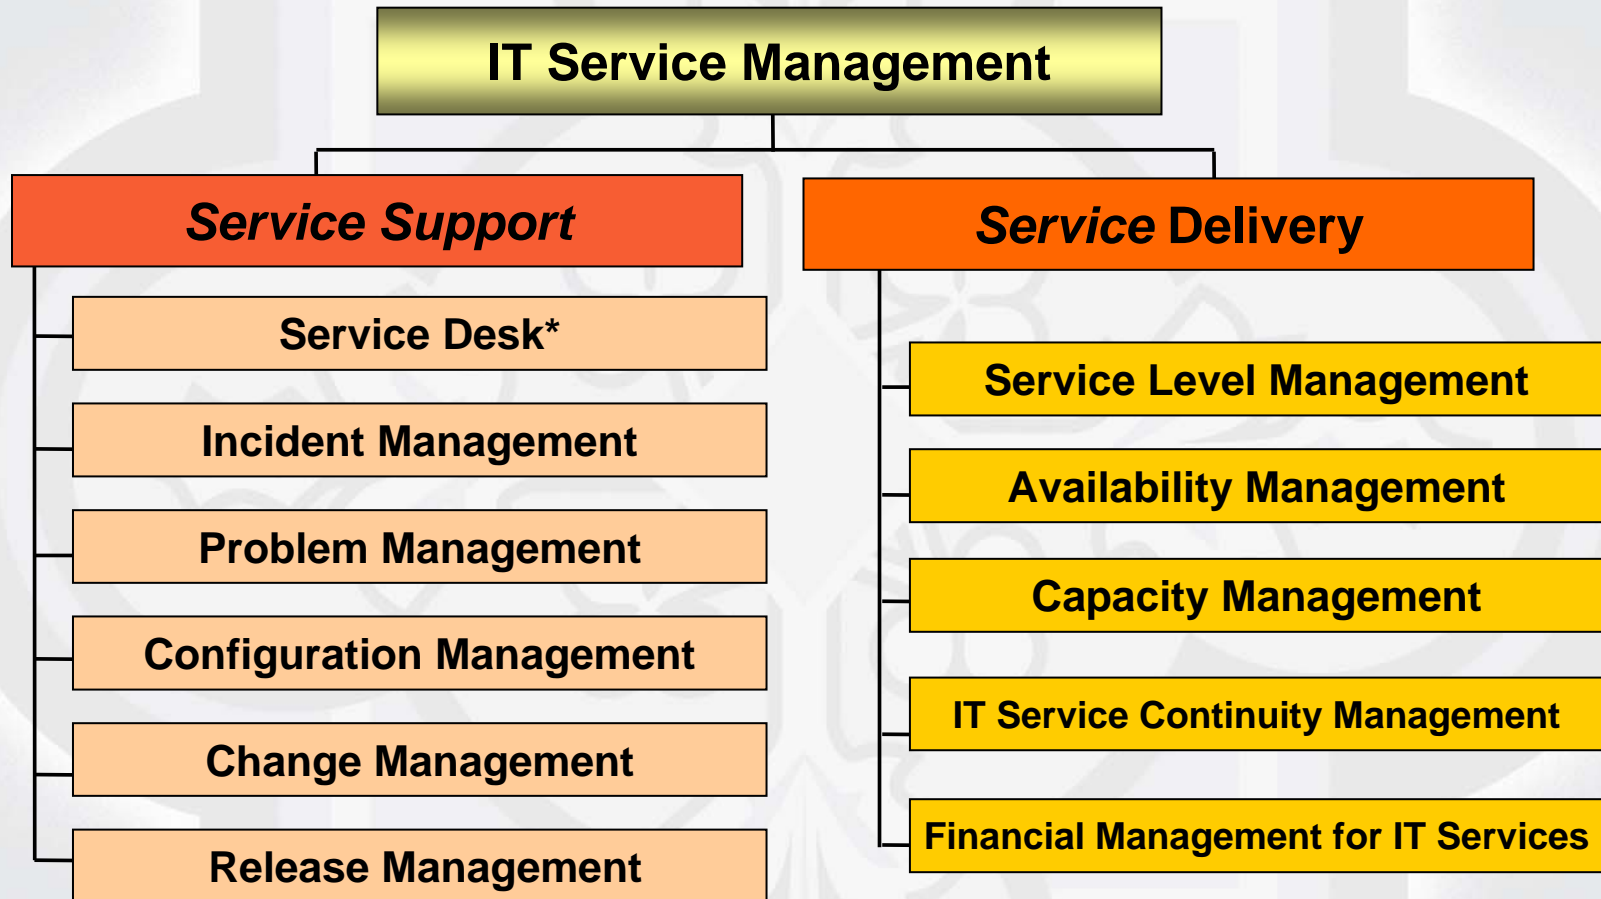 IT Service Management
Service Support
Service Desk*
Incident Management
Problem Management
Configuration Management
Change Management
Release Management
Service Delivery
Service Level Management
Availability Management
Capacity Management
IT Service Continuity Management
Financial Management for IT Services